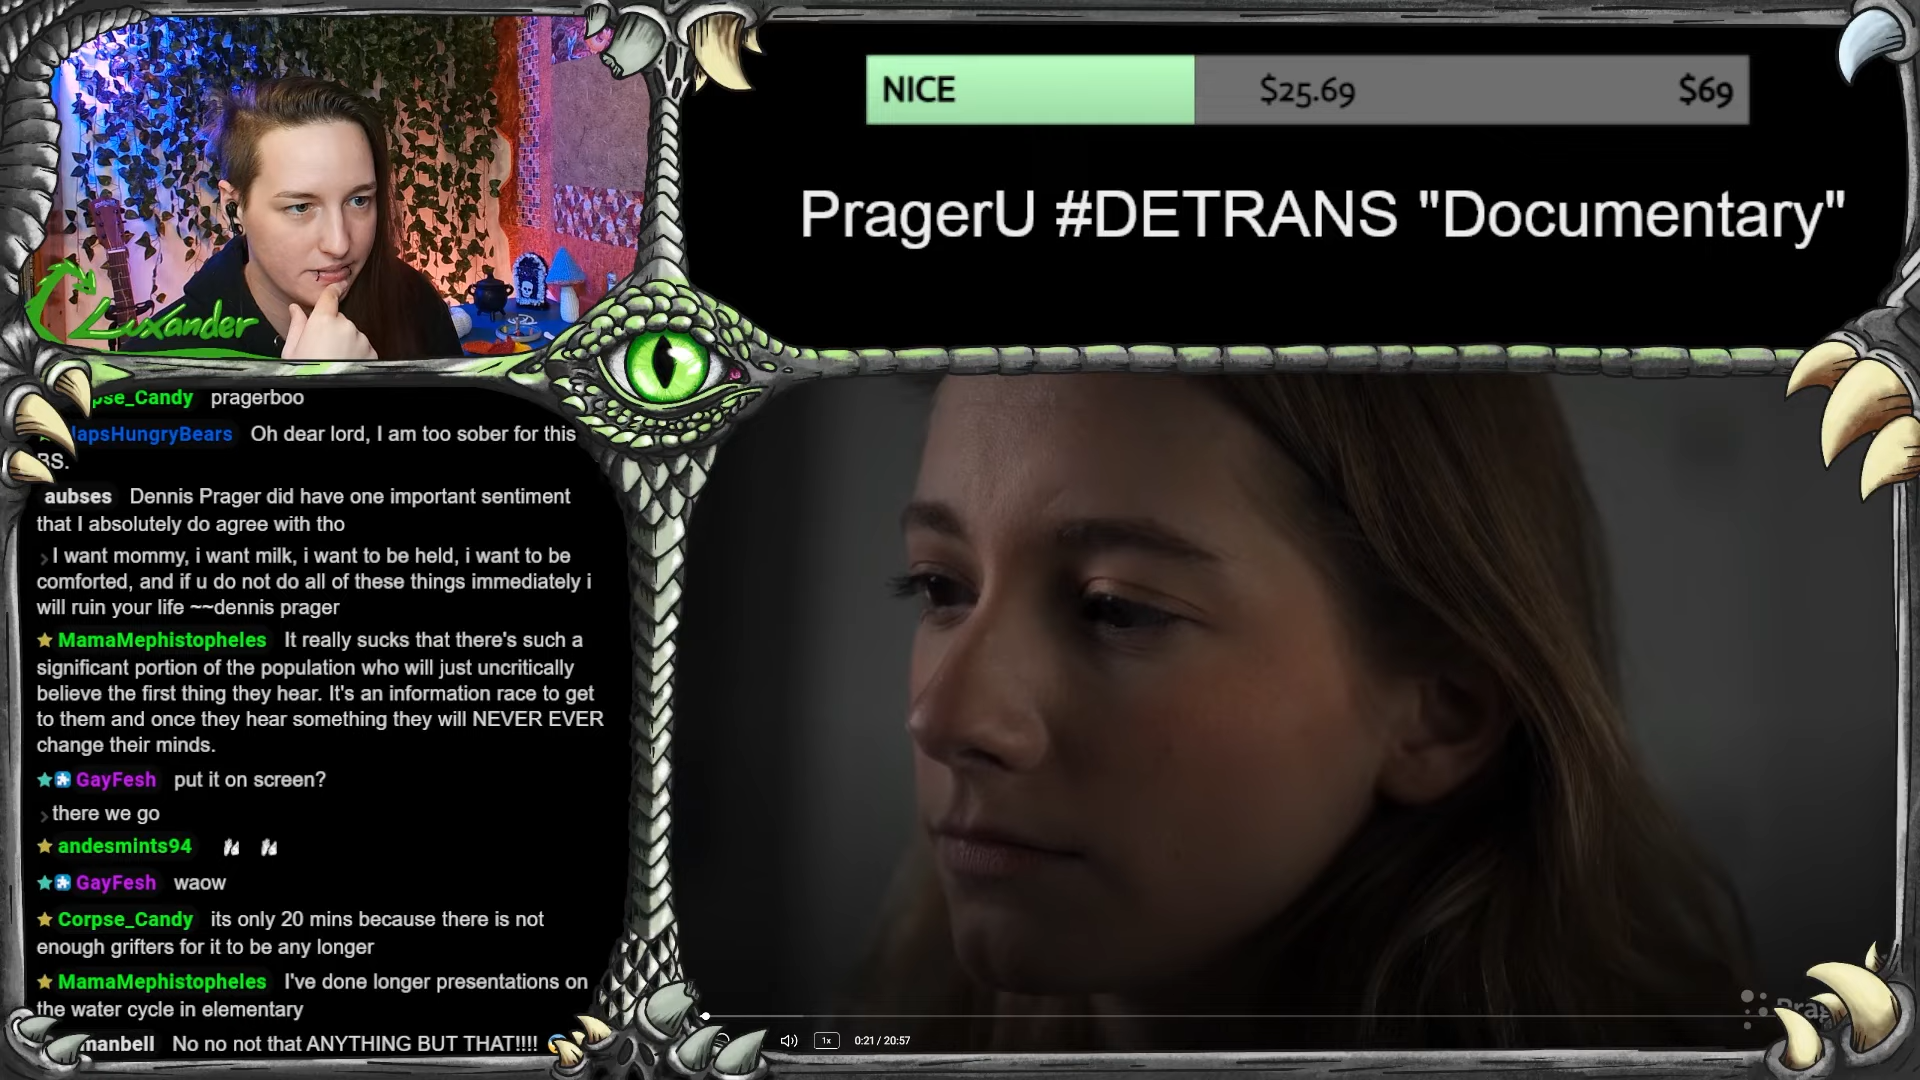 NICE $25.69 $69
PragerU #DETRANS "Documentary"
Luxander
pse_Candy pragerboo
lapsHungryBears Oh dear lord, I am too sober for this
BS.
aubses Dennis Prager did have one important sentiment
that I absolutely do agree with tho
I want mommy, i want milk, i want to be held, i want to be
comforted, and if u do not do all of these things immediately i
will ruin your life ~~dennis prager
MamaMephistopheles It really sucks that there's such a
significant portion of the population who will just uncritically
believe the first thing they hear. It's an information race to get
to them and once they hear something they will NEVER EVER
change their minds.
GayFesh put it on screen?
there we go
andesmints94
GayFesh waow
Corpse_Candy its only 20 mins because there is not
enough grifters for it to be any longer
MamaMephistopheles I've done longer presentations on
the water cycle in elementary
manbell No no not that ANYTHING BUT THAT!!!!
1x 0:21 / 20:57
Prag